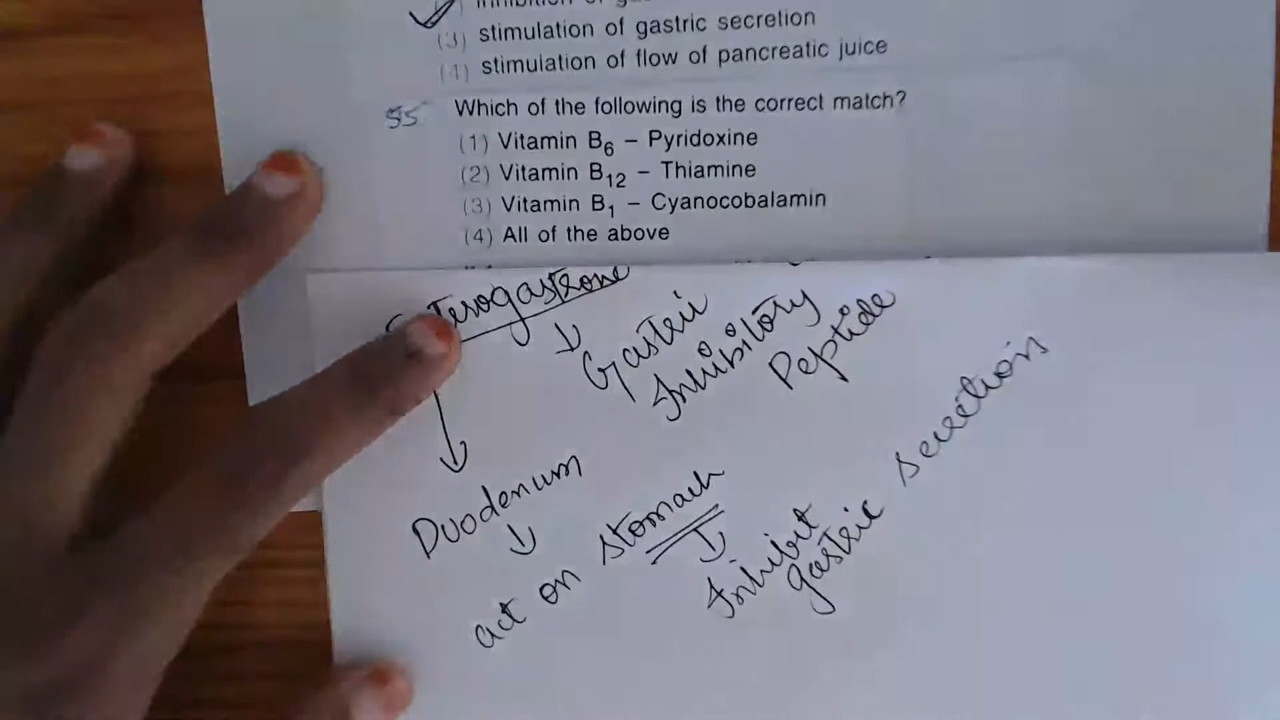 (3) stimulation of gastric secretion
(4) stimulation of flow of pancreatic juice
55 Which of the following is the correct match?
(1) Vitamin B6 – Pyridoxine
(2) Vitamin B12 – Thiamine
(3) Vitamin B1 – Cyanocobalamin
(4) All of the above
↓ Gastric
Inhibitory
Peptide
↓
Duodenum
↓
act on stomach
↓
Inhibit
gastric secretion